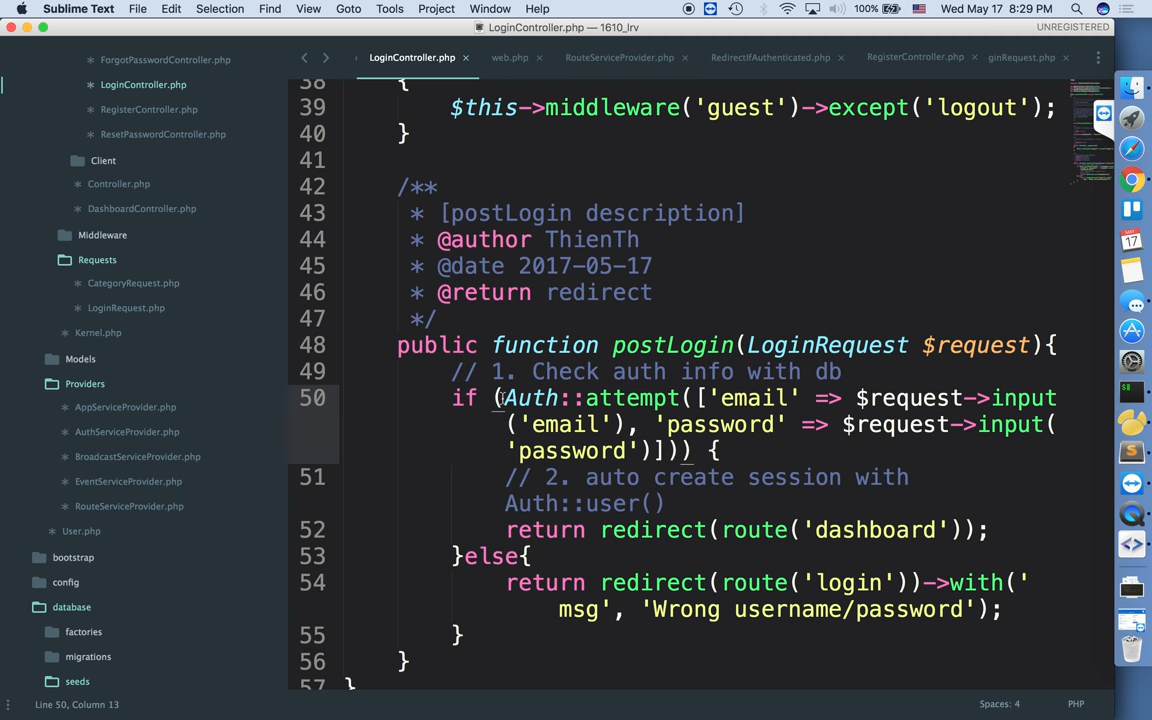 Sublime Text File Edit Selection Find View Goto Tools Project Window Help 100% Wed May 17 8:29 PM
LoginController.php — 1610_lrv UNREGISTERED
ForgotPasswordController.php
LoginController.php
RegisterController.php
ResetPasswordController.php
Client
Controller.php
DashboardController.php
Middleware
Requests
CategoryRequest.php
LoginRequest.php
Kernel.php
Models
Providers
AppServiceProvider.php
AuthServiceProvider.php
BroadcastServiceProvider.php
EventServiceProvider.php
RouteServiceProvider.php
User.php
bootstrap
config
database
factories
migrations
seeds
LoginController.php × web.php × RouteServiceProvider.php × RedirectIfAuthenticated.php × RegisterController.php × ginRequest.php ×
38 {
39 $this->middleware('guest')->except('logout');
40 }
41
42 /**
43 * [postLogin description]
44 * @author ThienTh
45 * @date 2017-05-17
46 * @return redirect
47 */
48 public function postLogin(LoginRequest $request){
49 // 1. Check auth info with db
50 if (Auth::attempt(['email' => $request->input
('email'), 'password' => $request->input(
'password')])) {
51 // 2. auto create session with
Auth::user()
52 return redirect(route('dashboard'));
53 }else{
54 return redirect(route('login'))->with('
msg', 'Wrong username/password');
55 }
56 }
57 }
17
Line 50, Column 13 Spaces: 4 PHP